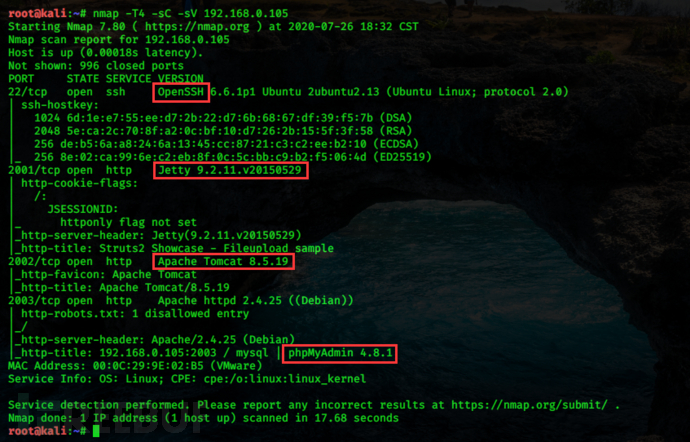 root@kali:~# nmap -T4 -sC -sV 192.168.0.105
Starting Nmap 7.80 ( https://nmap.org ) at 2020-07-26 18:32 CST
Nmap scan report for 192.168.0.105
Host is up (0.00018s latency).
Not shown: 996 closed ports
PORT     STATE SERVICE VERSION
22/tcp   open  ssh     OpenSSH 6.6.1p1 Ubuntu 2ubuntu2.13 (Ubuntu Linux; protocol 2.0)
| ssh-hostkey:
|   1024 6d:1e:e7:55:ee:d7:2b:22:d7:6b:68:67:df:39:f5:7b (DSA)
|   2048 5e:ca:2c:70:8f:a2:0c:bf:10:d7:26:2b:15:5f:3f:58 (RSA)
|   256 de:b5:6a:a8:24:6a:13:45:cc:87:21:c3:c2:ee:b2:10 (ECDSA)
|_  256 8e:02:ca:99:6e:c2:eb:8f:0c:5c:bb:c9:b2:f5:06:4d (ED25519)
2001/tcp open  http    Jetty 9.2.11.v20150529
| http-cookie-flags:
|   /:
|     JSESSIONID:
|_      httponly flag not set
|_http-server-header: Jetty(9.2.11.v20150529)
|_http-title: Struts2 Showcase - Fileupload sample
2002/tcp open  http    Apache Tomcat 8.5.19
|_http-favicon: Apache Tomcat
|_http-title: Apache Tomcat/8.5.19
2003/tcp open  http    Apache httpd 2.4.25 ((Debian))
| http-robots.txt: 1 disallowed entry
|_/
|_http-server-header: Apache/2.4.25 (Debian)
|_http-title: 192.168.0.105:2003 / mysql | phpMyAdmin 4.8.1
MAC Address: 00:0C:29:9E:02:B5 (VMware)
Service Info: OS: Linux; CPE: cpe:/o:linux:linux_kernel

Service detection performed. Please report any incorrect results at https://nmap.org/submit/ .
Nmap done: 1 IP address (1 host up) scanned in 17.68 seconds
root@kali:~#